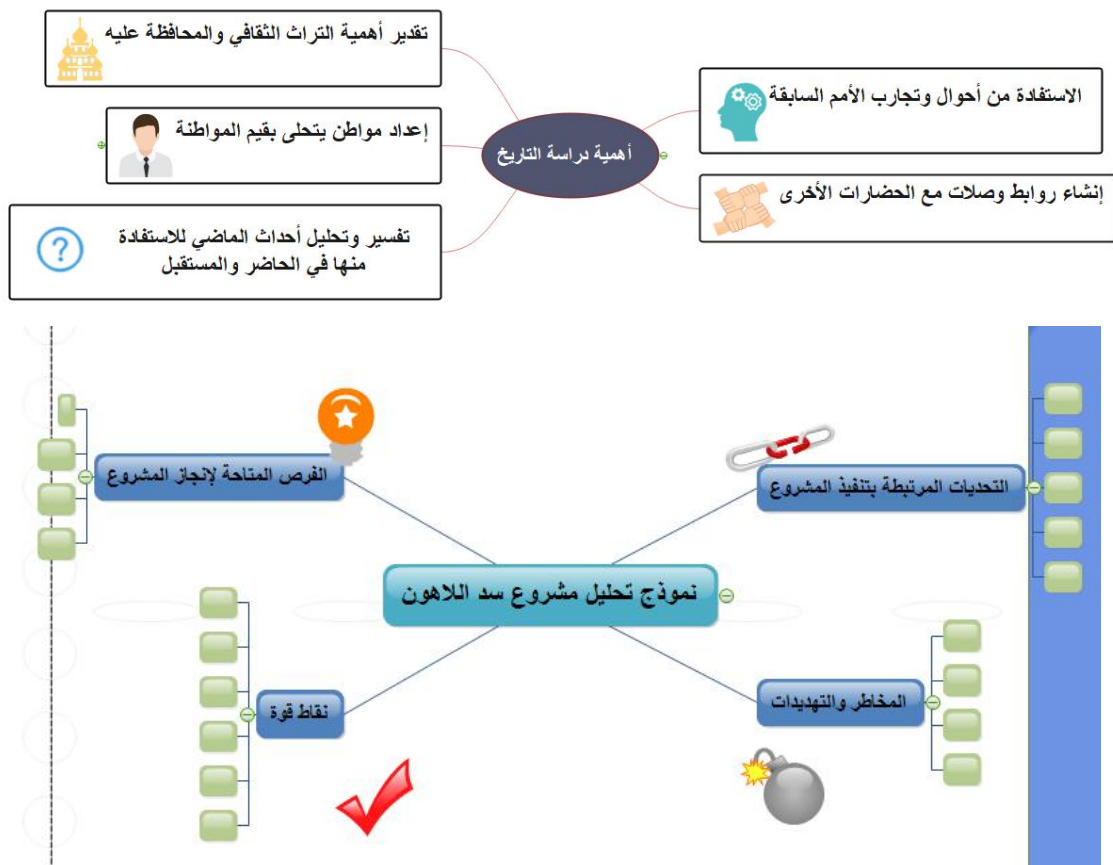 تقدير أهمية التراث الثقافي والمحافظة عليه
الاستفادة من أحوال وتجارب الأمم السابقة
إعداد مواطن يتحلى بقيم المواطنة
أهمية دراسة التاريخ
إنشاء روابط وصلات مع الحضارات الأخرى
تفسير وتحليل أحداث الماضي للاستفادة
منها في الحاضر والمستقبل
التحديات المرتبطة بتنفيذ المشروع
الفرص المتاحة لإنجاز المشروع
نموذج تحليل مشروع سد اللاهون
المخاطر والتهديدات
نقاط قوة